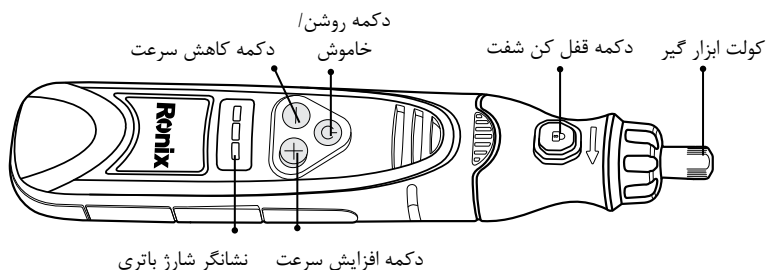 دکمه روشن/
خاموش
کولت ابزار گیر
دکمه قفل کن شفت
دکمه کاهش سرعت
Ronix
دکمه افزایش سرعت
نشانگر شارژ باتری